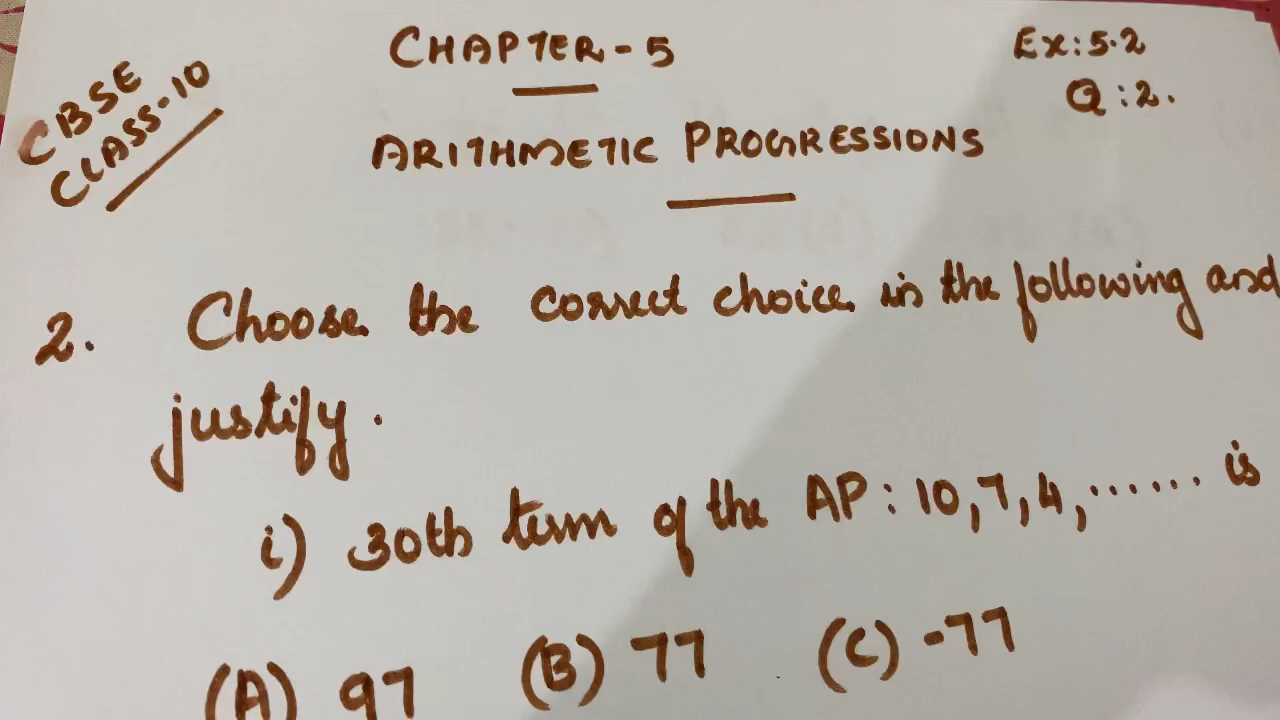 CBSE
CLASS-10
CHAPTER-5
Ex:5.2
Q:2.
ARITHMETIC PROGRESSIONS
2. Choose the correct choice in the following and
justify.
i) 30th term of the AP: 10,7,4,...... is
(A) 97 (B) 77 (C) -77